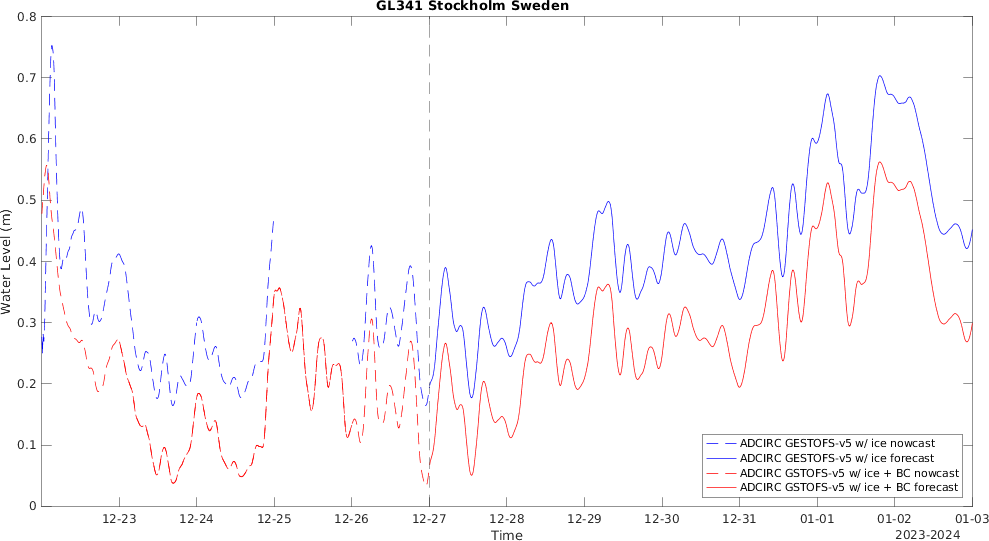 GL341 Stockholm Sweden
0.8
0.7
0.6
0.5
0.4
0.3
0.2
0.1
0
Water Level (m)
12-23 12-24 12-25 12-26 12-27 12-28 12-29 12-30 12-31 01-01 01-02 01-03
Time
2023-2024
ADCIRC GESTOFS-v5 w/ ice nowcast
ADCIRC GESTOFS-v5 w/ ice forecast
ADCIRC GSTOFS-v5 w/ ice + BC nowcast
ADCIRC GSTOFS-v5 w/ ice + BC forecast